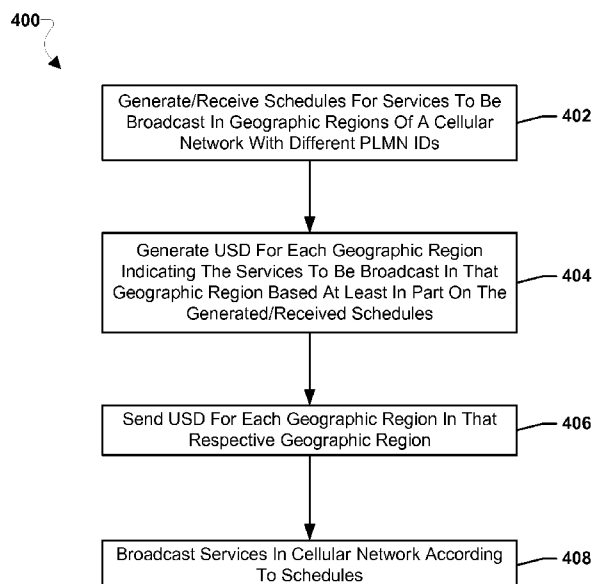 400
Generate/Receive Schedules For Services To Be
Broadcast In Geographic Regions Of A Cellular
Network With Different PLMN IDs
402
Generate USD For Each Geographic Region
Indicating The Services To Be Broadcast In That
Geographic Region Based At Least In Part On The
Generated/Received Schedules
404
Send USD For Each Geographic Region In That
Respective Geographic Region
406
Broadcast Services In Cellular Network According
To Schedules
408